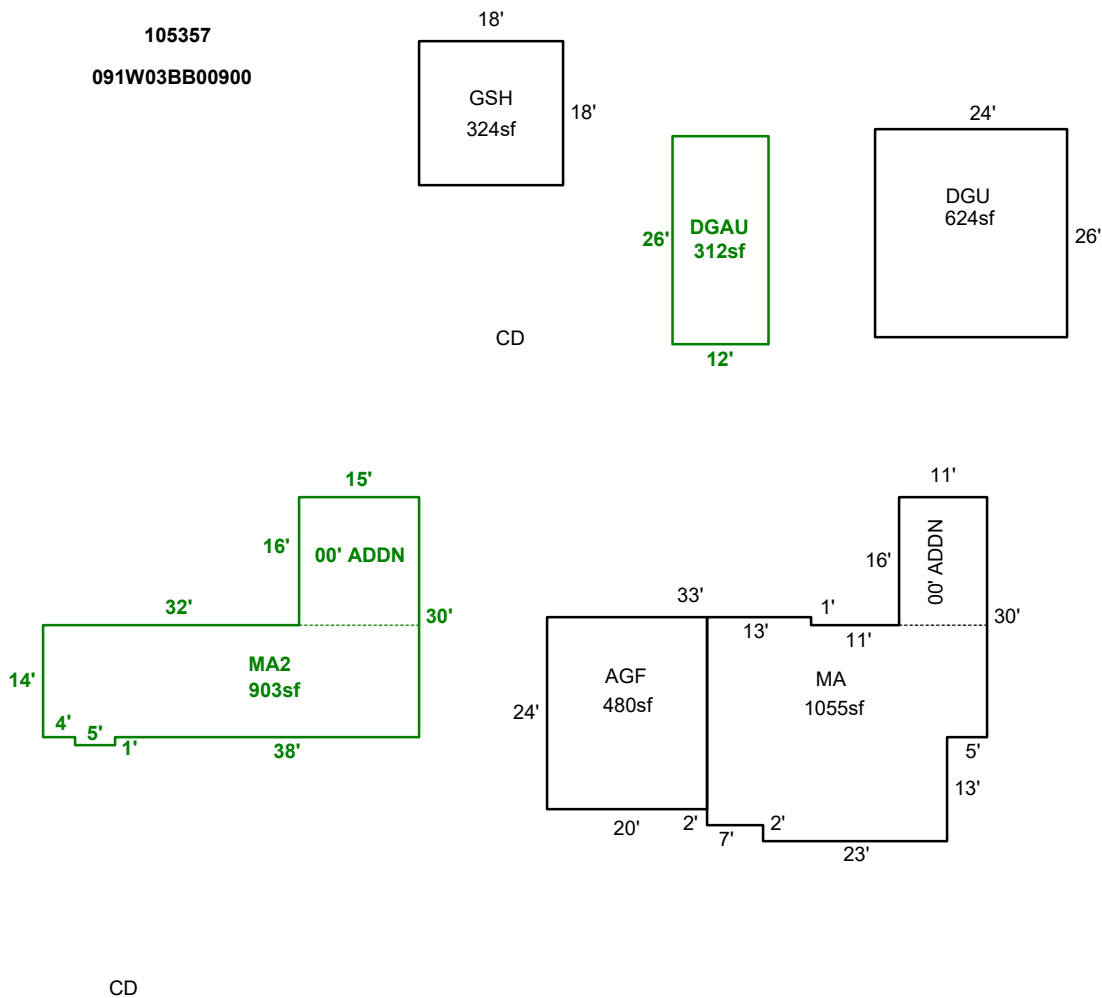 105357
091W03BB00900
18'
GSH
324sf
18'
26'
DGAU
312sf
12'
24'
DGU
624sf
26'
CD
15'
16'
00' ADDN
32'
30'
14'
MA2
903sf
4'
5'
1'
38'
11'
16'
00' ADDN
33'
1'
13'
11'
30'
24'
AGF
480sf
MA
1055sf
5'
13'
20'
2'
7'
2'
23'
CD